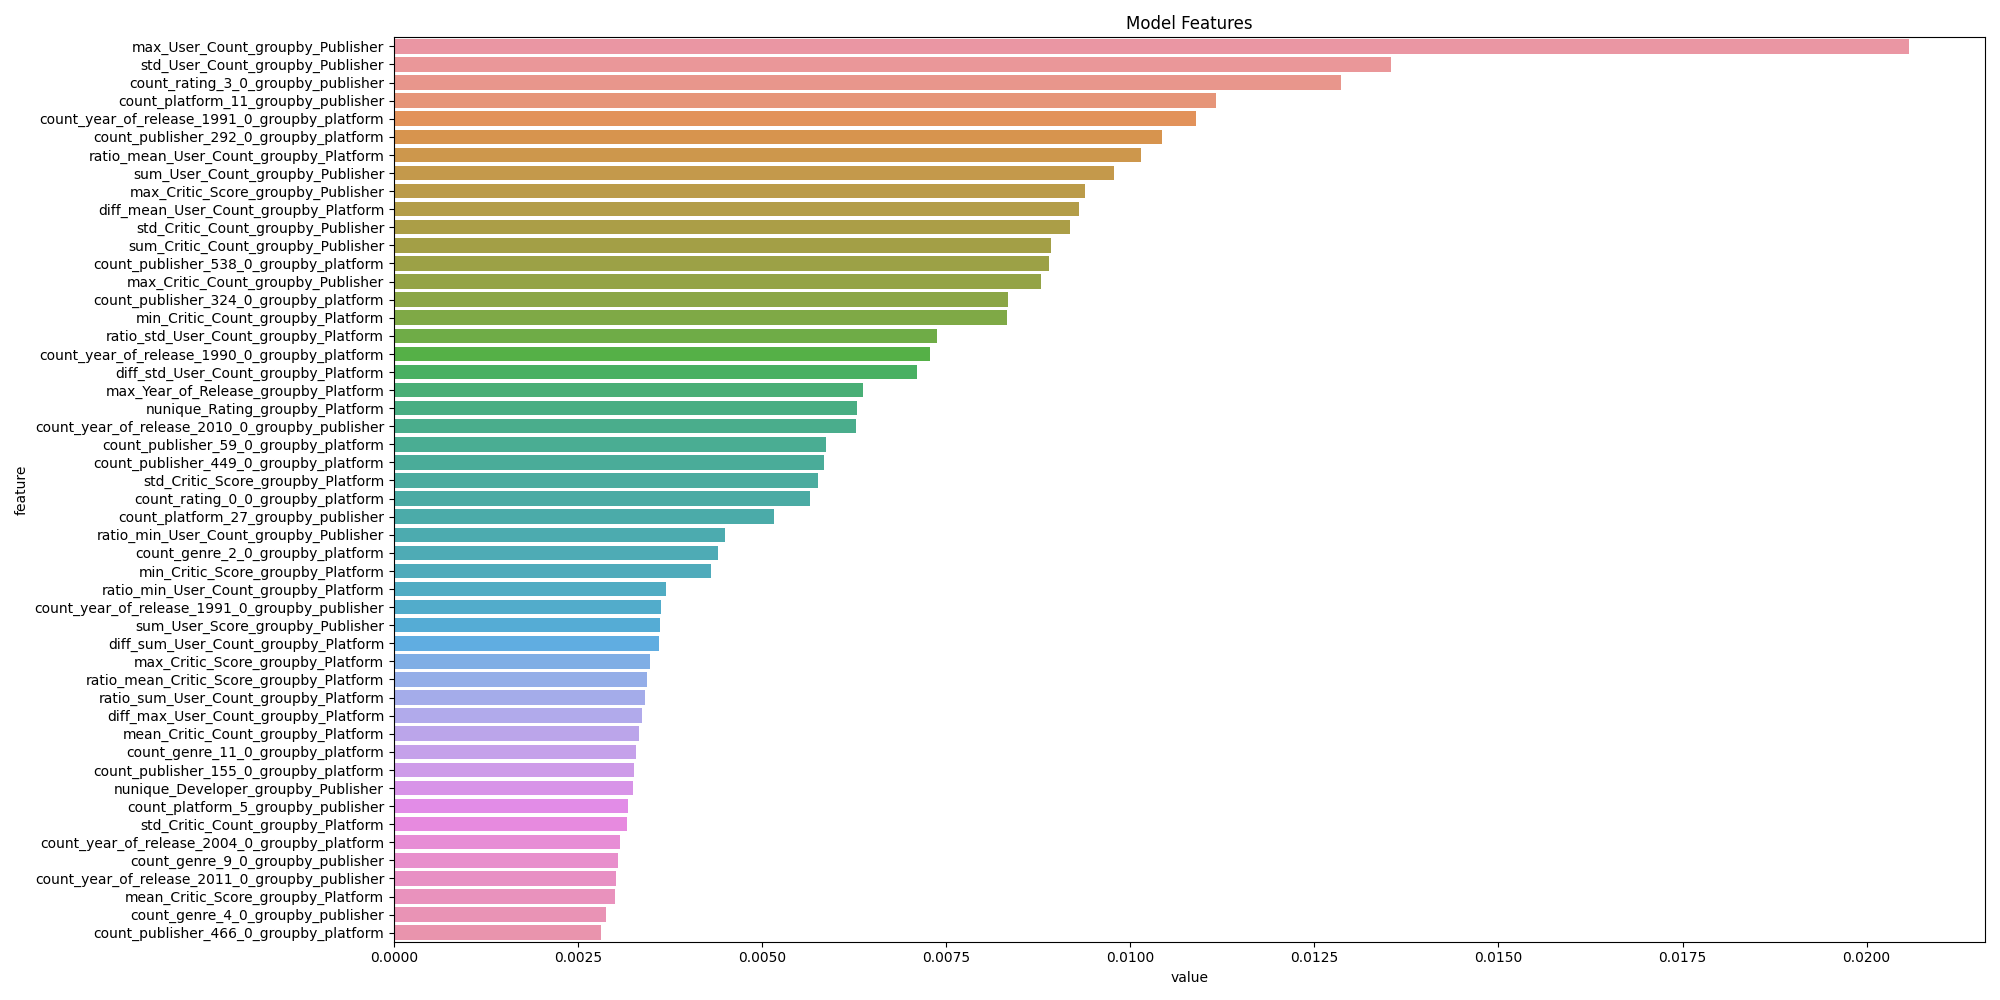 Model Features
feature
max_User_Count_groupby_Publisher
std_User_Count_groupby_Publisher
count_rating_3_0_groupby_publisher
count_platform_11_groupby_publisher
count_year_of_release_1991_0_groupby_platform
count_publisher_292_0_groupby_platform
ratio_mean_User_Count_groupby_Platform
sum_User_Count_groupby_Publisher
max_Critic_Score_groupby_Publisher
diff_mean_User_Count_groupby_Platform
std_Critic_Count_groupby_Publisher
sum_Critic_Count_groupby_Publisher
count_publisher_538_0_groupby_platform
max_Critic_Count_groupby_Publisher
count_publisher_324_0_groupby_platform
min_Critic_Count_groupby_Platform
ratio_std_User_Count_groupby_Platform
count_year_of_release_1990_0_groupby_platform
diff_std_User_Count_groupby_Platform
max_Year_of_Release_groupby_Platform
nunique_Rating_groupby_Platform
count_year_of_release_2010_0_groupby_publisher
count_publisher_59_0_groupby_platform
count_publisher_449_0_groupby_platform
std_Critic_Score_groupby_Platform
count_rating_0_0_groupby_platform
count_platform_27_groupby_publisher
ratio_min_User_Count_groupby_Publisher
count_genre_2_0_groupby_platform
min_Critic_Score_groupby_Platform
ratio_min_User_Count_groupby_Platform
count_year_of_release_1991_0_groupby_publisher
sum_User_Score_groupby_Publisher
diff_sum_User_Count_groupby_Platform
max_Critic_Score_groupby_Platform
ratio_mean_Critic_Score_groupby_Platform
ratio_sum_User_Count_groupby_Platform
diff_max_User_Count_groupby_Platform
mean_Critic_Count_groupby_Platform
count_genre_11_0_groupby_platform
count_publisher_155_0_groupby_platform
nunique_Developer_groupby_Publisher
count_platform_5_groupby_publisher
std_Critic_Count_groupby_Platform
count_year_of_release_2004_0_groupby_platform
count_genre_9_0_groupby_publisher
count_year_of_release_2011_0_groupby_publisher
mean_Critic_Score_groupby_Platform
count_genre_4_0_groupby_publisher
count_publisher_466_0_groupby_platform
0.0000 0.0025 0.0050 0.0075 0.0100 0.0125 0.0150 0.0175 0.0200
value